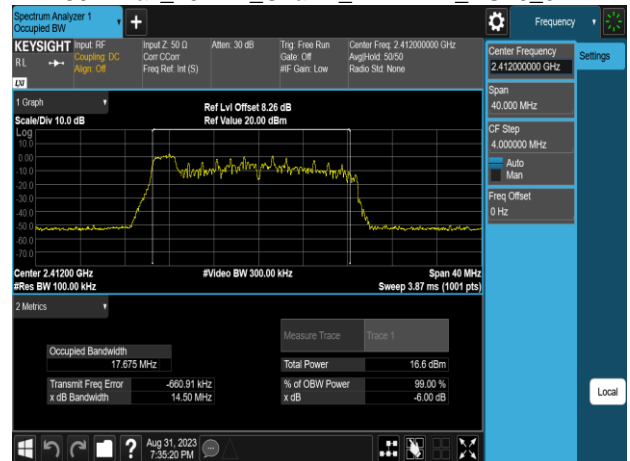 Spectrum Analyzer 1
Occupied BW
Frequency
KEYSIGHT
RL
LXI
Input: RF
Coupling: DC
Align: Off
Input Z: 50 Ω
Corr CCorr
Freq Ref: Int (S)
Atten: 30 dB
Trig: Free Run
Gate: Off
#IF Gain: Low
Center Freq: 2.412000000 GHz
Avg|Hold: 50/50
Radio Std: None
Center Frequency
2.412000000 GHz
Settings
Span
40.000 MHz
CF Step
4.000000 MHz
Auto
Man
Freq Offset
0 Hz
Local
1 Graph
Scale/Div 10.0 dB
Ref Lvl Offset 8.26 dB
Ref Value 20.00 dBm
Log
10.0
0.00
-10.0
-20.0
-30.0
-40.0
-50.0
-60.0
-70.0
Center 2.41200 GHz
#Video BW 300.00 kHz
Span 40 MHz
#Res BW 100.00 kHz
Sweep 3.87 ms (1001 pts)
2 Metrics
Measure Trace
Trace 1
Occupied Bandwidth
17.675 MHz
Total Power
16.6 dBm
Transmit Freq Error
-660.91 kHz
% of OBW Power
99.00 %
x dB Bandwidth
14.50 MHz
x dB
-6.00 dB
Aug 31, 2023
7:35:20 PM